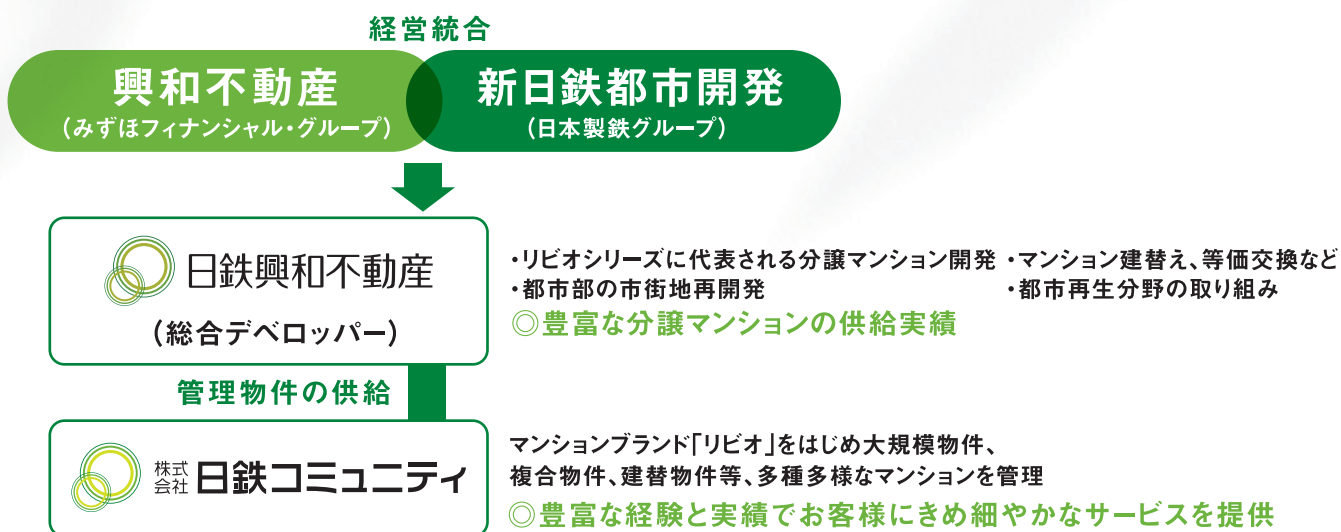 経営統合
興和不動産
（みずほフィナンシャル・グループ）
新日鉄都市開発
（日本製鉄グループ）
日鉄興和不動産
（総合デベロッパー）
・リビオシリーズに代表される分譲マンション開発 ・マンション建替え、等価交換など
・都市部の市街地再開発 ・都市再生分野の取り組み
◎豊富な分譲マンションの供給実績
管理物件の供給
株式会社 日鉄コミュニティ
マンションブランド「リビオ」をはじめ大規模物件、
複合物件、建替物件等、多種多様なマンションを管理
◎豊富な経験と実績でお客様にきめ細やかなサービスを提供